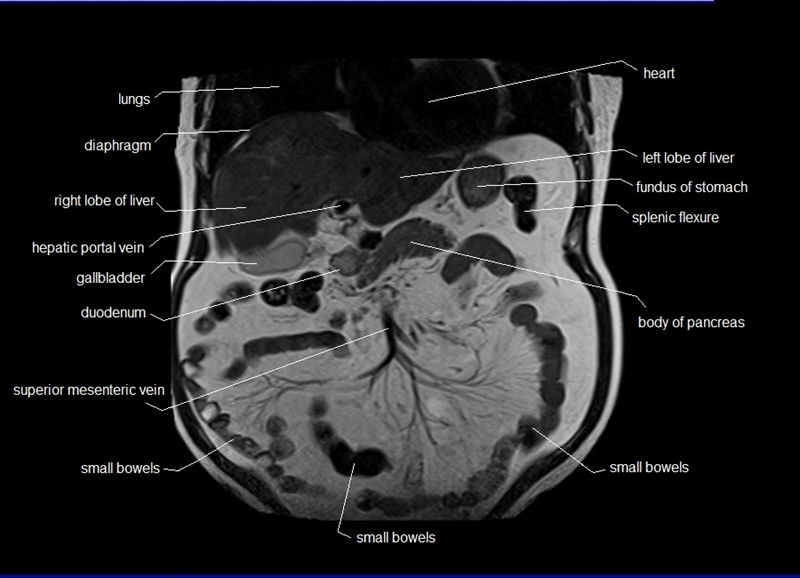 lungs
diaphragm
right lobe of liver
hepatic portal vein
gallbladder
duodenum
superior mesenteric vein
small bowels
small bowels
heart
left lobe of liver
fundus of stomach
splenic flexure
body of pancreas
small bowels